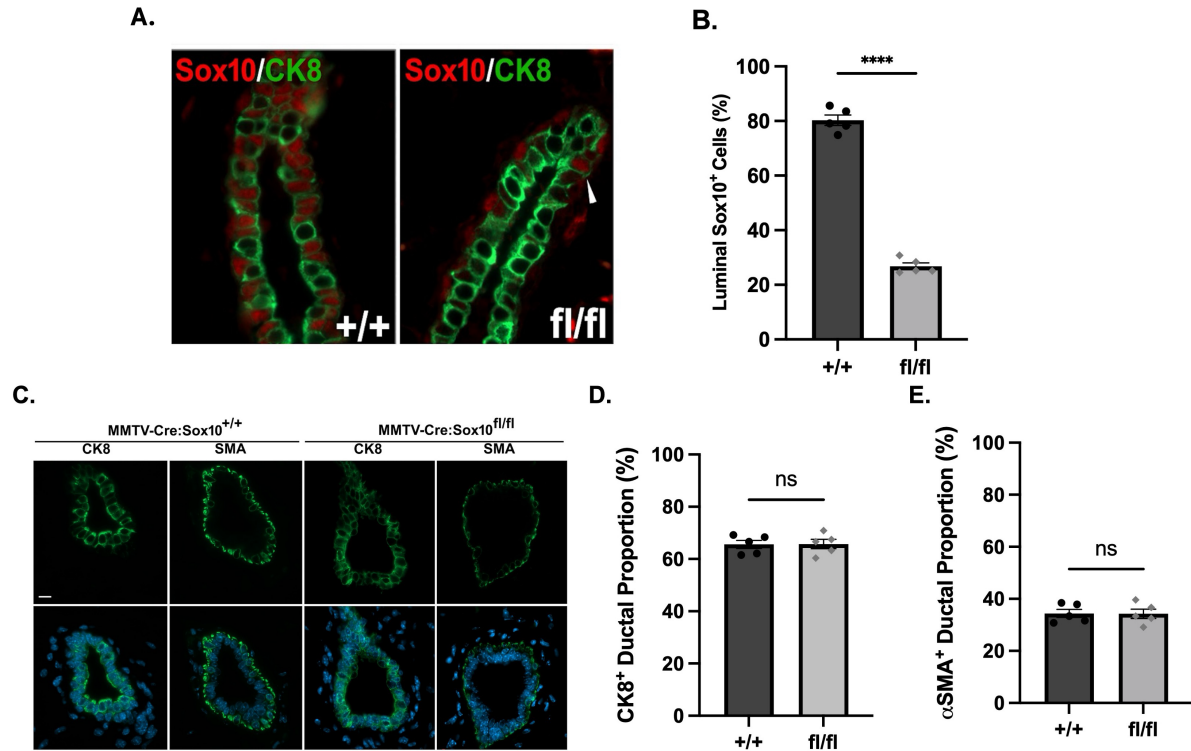 A.
Sox10/CK8
Sox10/CK8
+/+
fl/fl
B.
Luminal Sox10⁺ Cells (%)
100
80
60
40
20
0
****
+/+
fl/fl
C.
MMTV-Cre:Sox10+/+
MMTV-Cre:Sox10fl/fl
CK8
SMA
CK8
SMA
D.
CK8⁺ Ductal Proportion (%)
100
80
60
40
20
0
ns
+/+
fl/fl
E.
αSMA⁺ Ductal Proportion (%)
100
80
60
40
20
0
ns
+/+
fl/fl